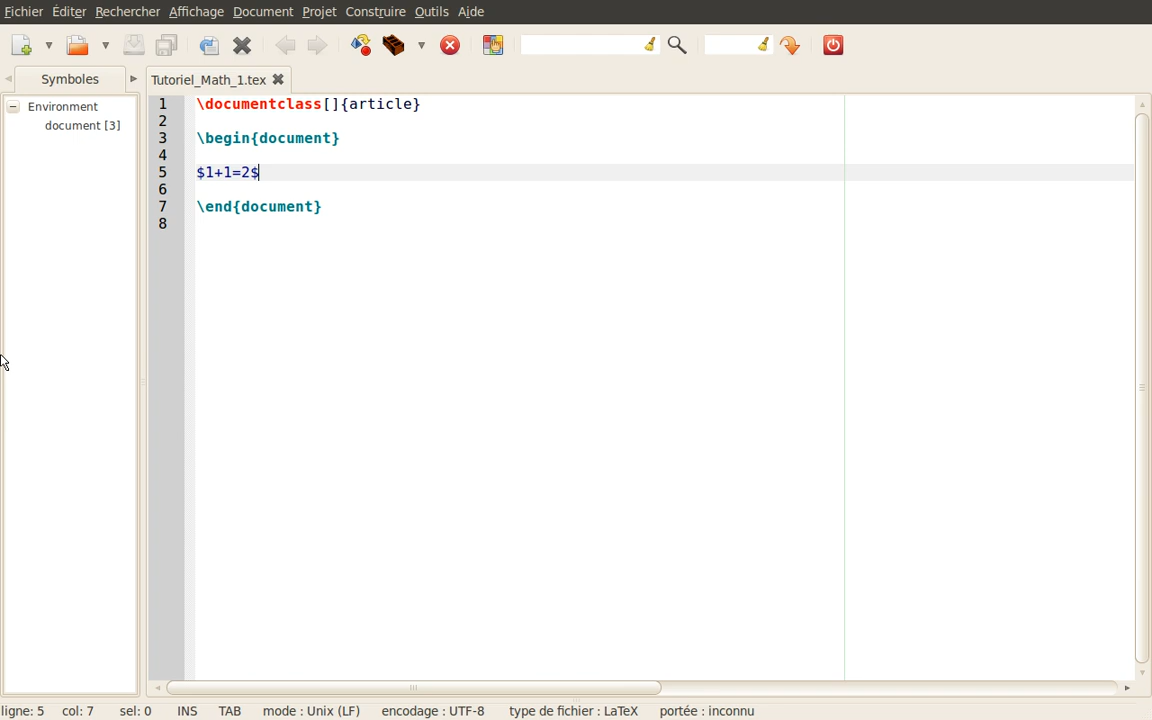 Fichier Éditer Rechercher Affichage Document Projet Construire Outils Aide
Symboles Tutoriel_Math_1.tex
Environment
document [3]
1 \documentclass[]{article}
2
3 \begin{document}
4
5 $1+1=2$
6
7 \end{document}
8
ligne: 5 col: 7 sel: 0 INS TAB mode : Unix (LF) encodage : UTF-8 type de fichier : LaTeX portée : inconnu